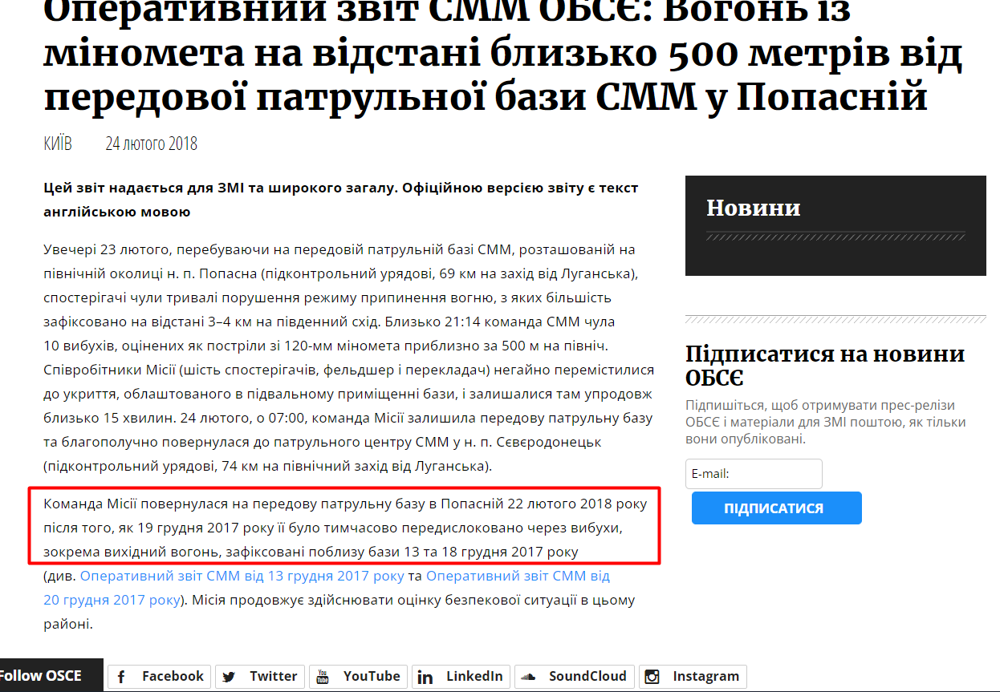 Оперативний звіт СММ ОБСЄ: Вогонь із
міномета на відстані близько 500 метрів від
передової патрульної бази СММ у Попасній
КИЇВ 24 лютого 2018
Цей звіт надається для ЗМІ та широкого загалу. Офіційною версією звіту є текст
англійською мовою
Увечері 23 лютого, перебуваючи на передовій патрульній базі СММ, розташованій на
північній околиці н. п. Попасна (підконтрольний урядові, 69 км на захід від Луганська),
спостерігачі чули тривалі порушення режиму припинення вогню, з яких більшість
зафіксовано на відстані 3–4 км на південний схід. Близько 21:14 команда СММ чула
10 вибухів, оцінених як постріли зі 120-мм міномета приблизно за 500 м на північ.
Співробітники Місії (шість спостерігачів, фельдшер і перекладач) негайно перемістилися
до укриття, облаштованого в підвальному приміщенні бази, і залишалися там упродовж
близько 15 хвилин. 24 лютого, о 07:00, команда Місії залишила передову патрульну базу
та благополучно повернулася до патрульного центру СММ у н. п. Сєвєродонецьк
(підконтрольний урядові, 74 км на північний захід від Луганська).
Команда Місії повернулася на передову патрульну базу в Попасній 22 лютого 2018 року
після того, як 19 грудня 2017 року її було тимчасово передислоковано через вибухи,
зокрема вихідний вогонь, зафіксовані поблизу бази 13 та 18 грудня 2017 року
(див. Оперативний звіт СММ від 13 грудня 2017 року та Оперативний звіт СММ від
20 грудня 2017 року). Місія продовжує здійснювати оцінку безпекової ситуації в цьому
районі.
Новини
Підписатися на новини
ОБСЄ
Підпишіться, щоб отримувати прес-релізи
ОБСЄ і матеріали для ЗМІ поштою, як тільки
вони опубліковані.
E-mail:
ПІДПИСАТИСЯ
Follow OSCE Facebook Twitter YouTube LinkedIn SoundCloud Instagram